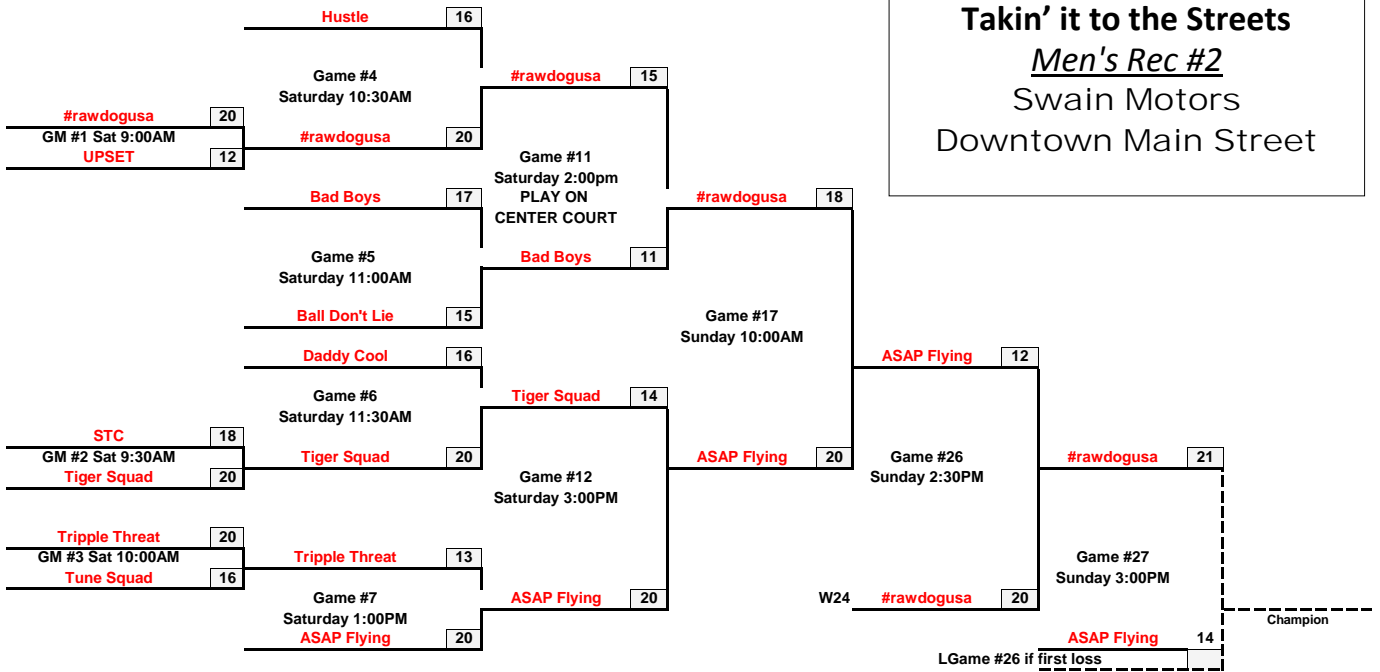 Takin’ it to the Streets
Men's Rec #2
Swain Motors
Downtown Main Street
Hustle 16
Game #4
Saturday 10:30AM
#rawdogusa 15
#rawdogusa 20
GM #1 Sat 9:00AM
#rawdogusa 20
UPSET 12
Game #11
Saturday 2:00pm
PLAY ON
CENTER COURT
Bad Boys 17
#rawdogusa 18
Game #5
Saturday 11:00AM
Bad Boys 11
Ball Don't Lie 15
Game #17
Sunday 10:00AM
Daddy Cool 16
ASAP Flying 12
Game #6
Saturday 11:30AM
Tiger Squad 14
STC 18
GM #2 Sat 9:30AM
Tiger Squad 20
Tiger Squad 20
ASAP Flying 20
Game #26
Sunday 2:30PM
#rawdogusa 21
Game #12
Saturday 3:00PM
Tripple Threat 20
GM #3 Sat 10:00AM
Tripple Threat 13
Tune Squad 16
Game #27
Sunday 3:00PM
Game #7
Saturday 1:00PM
ASAP Flying 20
W24 #rawdogusa 20
Champion
ASAP Flying 20
ASAP Flying 14
LGame #26 if first loss